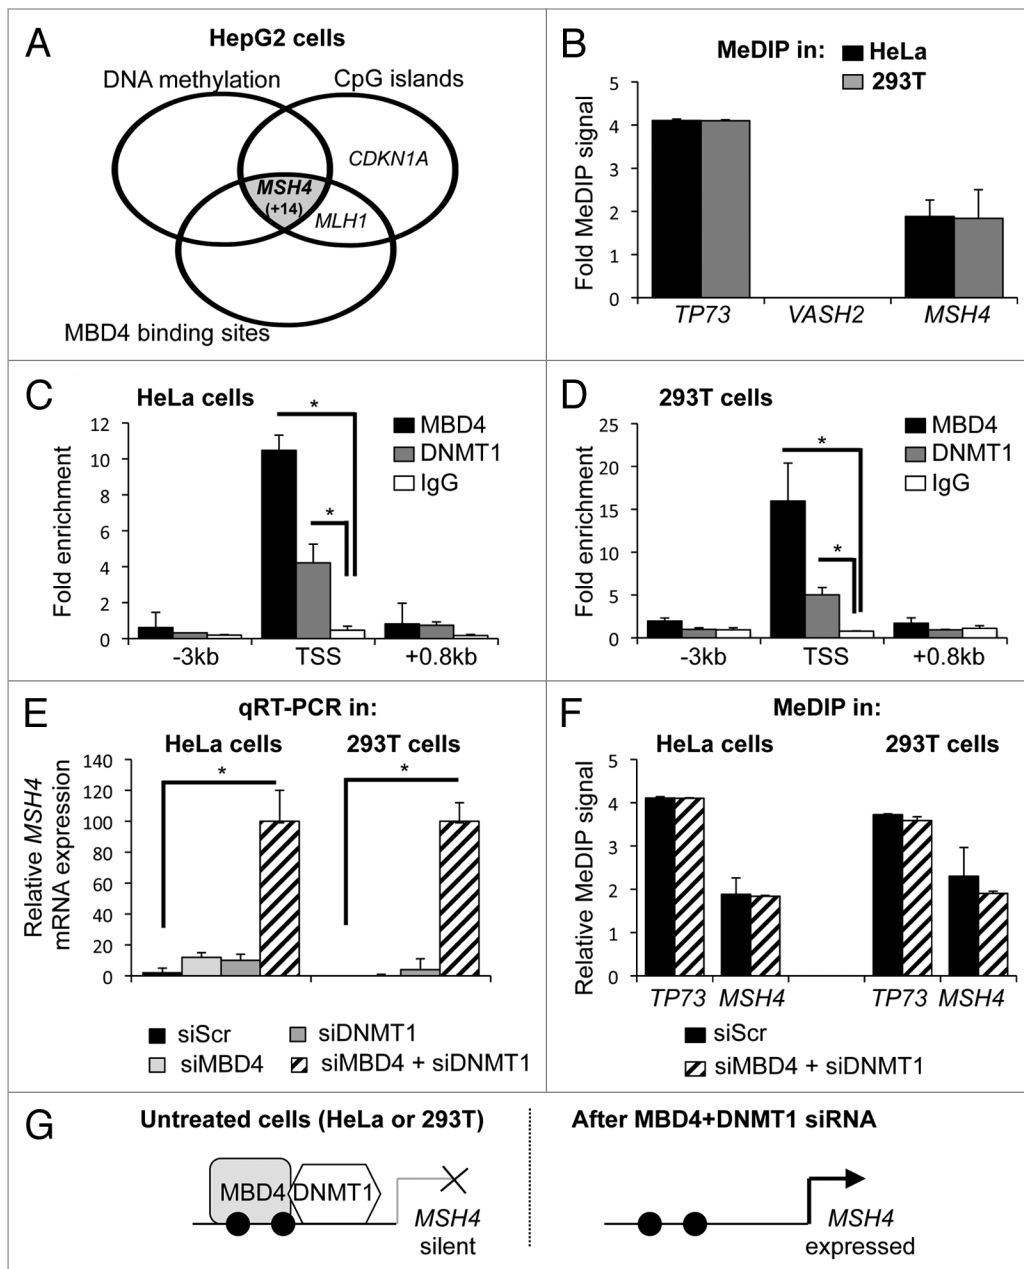 A
HepG2 cells
DNA methylation
CpG islands
CDKN1A
MSH4
(+14)
MLH1
MBD4 binding sites
B
MeDIP in:
HeLa
293T
Fold MeDIP signal
5
4
3
2
1
0
TP73
VASH2
MSH4
C
HeLa cells
MBD4
DNMT1
IgG
Fold enrichment
12
10
8
6
4
2
0
*
*
-3kb
TSS
+0.8kb
D
293T cells
MBD4
DNMT1
IgG
Fold enrichment
25
20
15
10
5
0
*
*
-3kb
TSS
+0.8kb
E
qRT-PCR in:
HeLa cells
293T cells
Relative MSH4
mRNA expression
140
120
100
80
60
40
20
0
*
*
siScr
siDNMT1
siMBD4
siMBD4 + siDNMT1
F
MeDIP in:
HeLa cells
293T cells
Relative MeDIP signal
5
4
3
2
1
0
TP73
MSH4
TP73
MSH4
siScr
siMBD4 + siDNMT1
G
Untreated cells (HeLa or 293T)
MBD4
DNMT1
MSH4
silent
After MBD4+DNMT1 siRNA
MSH4
expressed